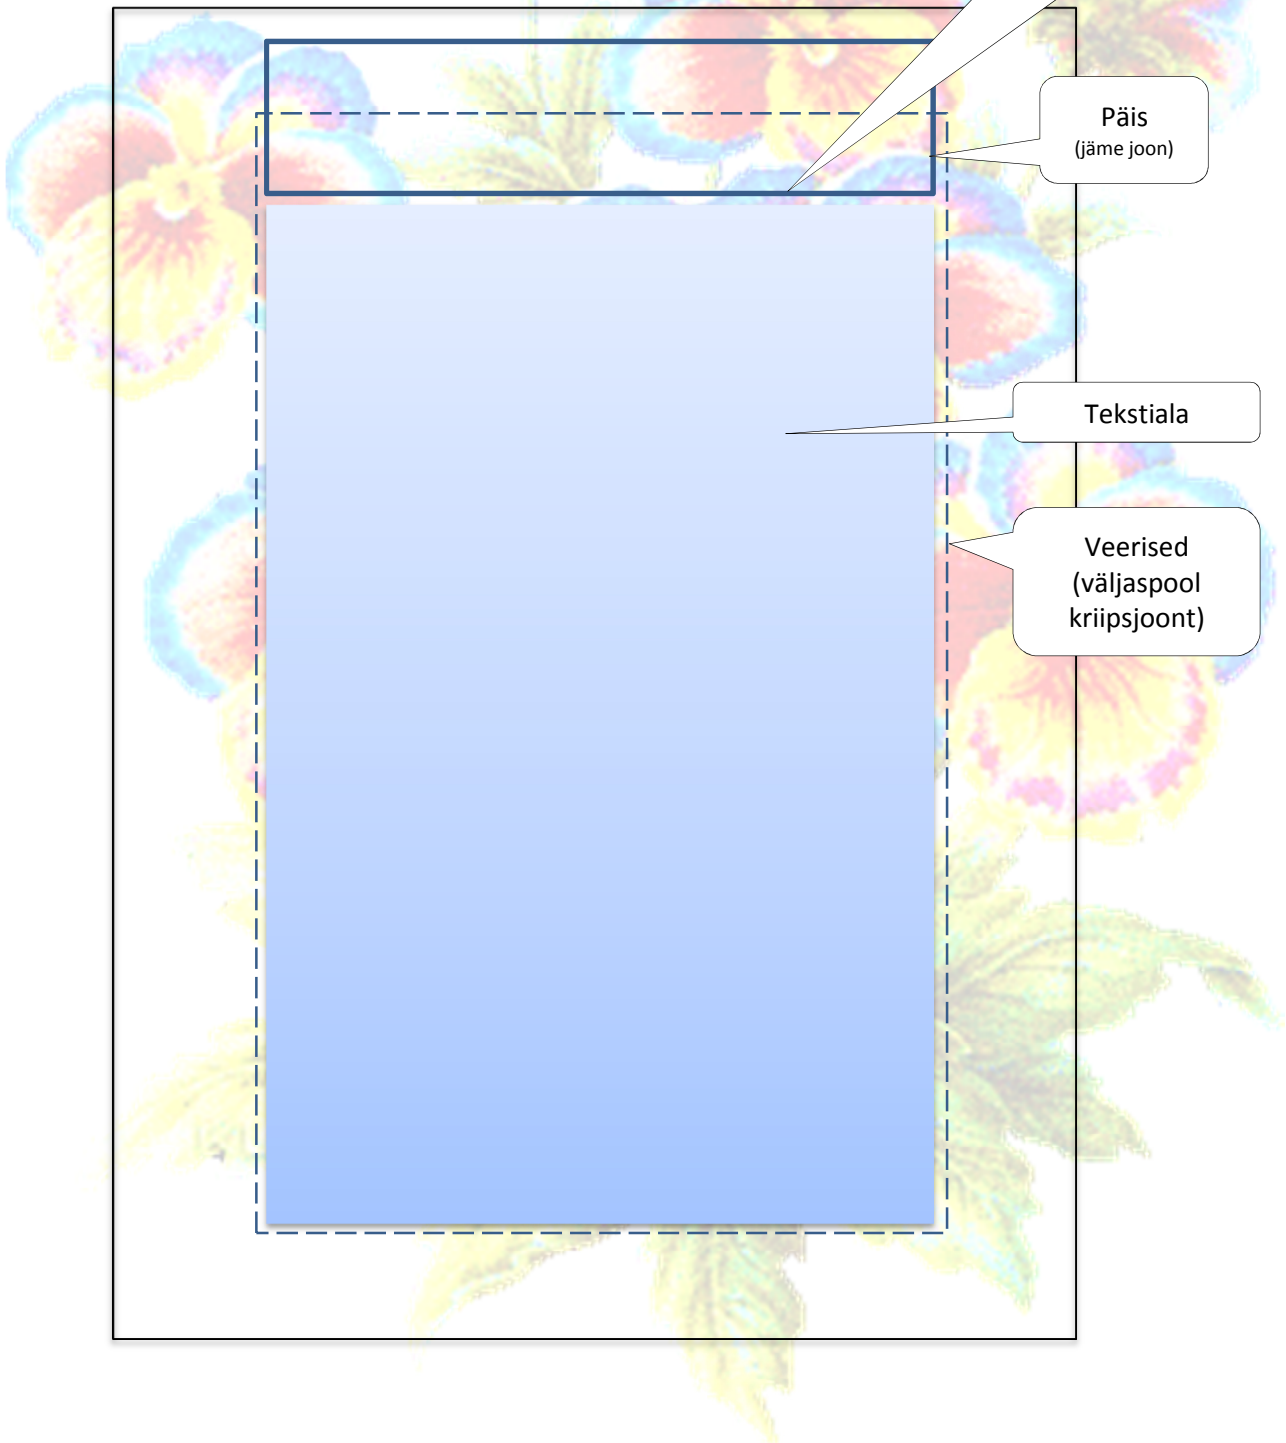 Päis
(jäme joon)
Tekstiala
Veerised
(väljaspool
kriipsjoont)